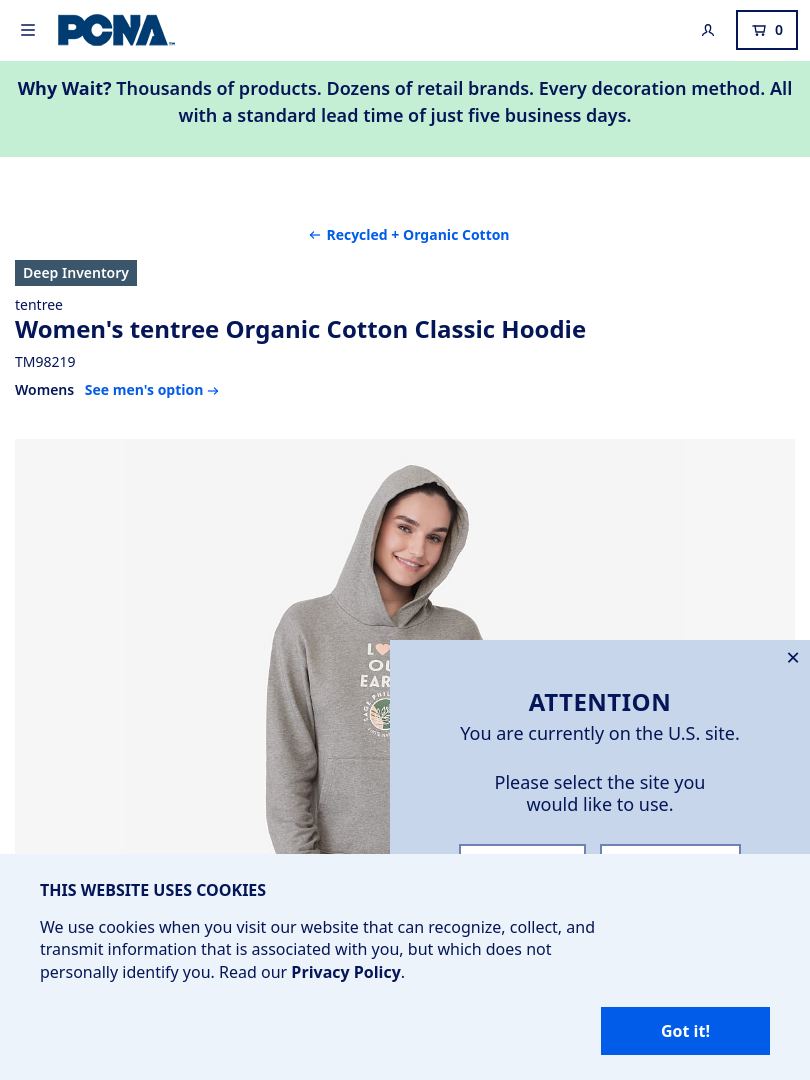 PCNA
0
Why Wait? Thousands of products. Dozens of retail brands. Every decoration method. All
with a standard lead time of just five business days.
← Recycled + Organic Cotton
Deep Inventory
tentree
Women's tentree Organic Cotton Classic Hoodie
TM98219
Womens See men's option →
ATTENTION
You are currently on the U.S. site.
Please select the site you
would like to use.
THIS WEBSITE USES COOKIES
We use cookies when you visit our website that can recognize, collect, and
transmit information that is associated with you, but which does not
personally identify you. Read our Privacy Policy.
Got it!